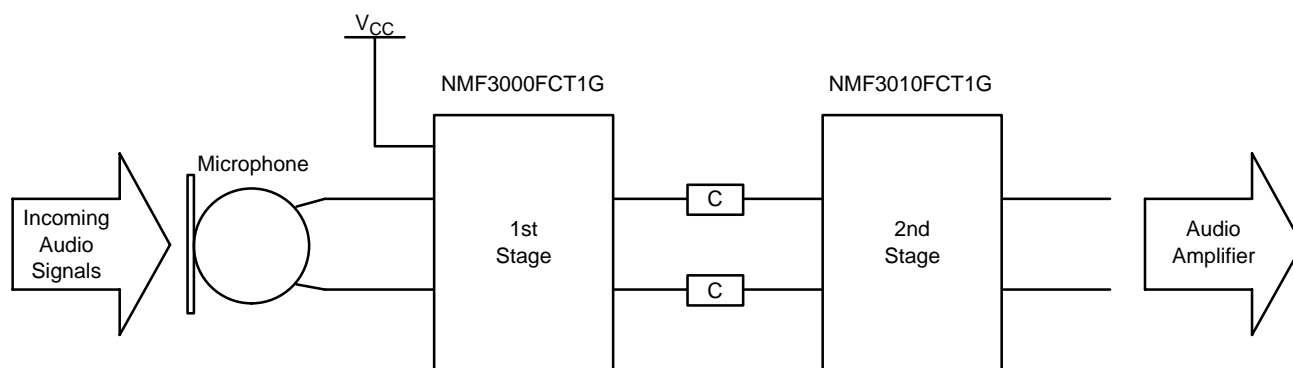 VCC
NMF3000FCT1G
NMF3010FCT1G
Microphone
Incoming
Audio
Signals
1st
Stage
C
C
2nd
Stage
Audio
Amplifier